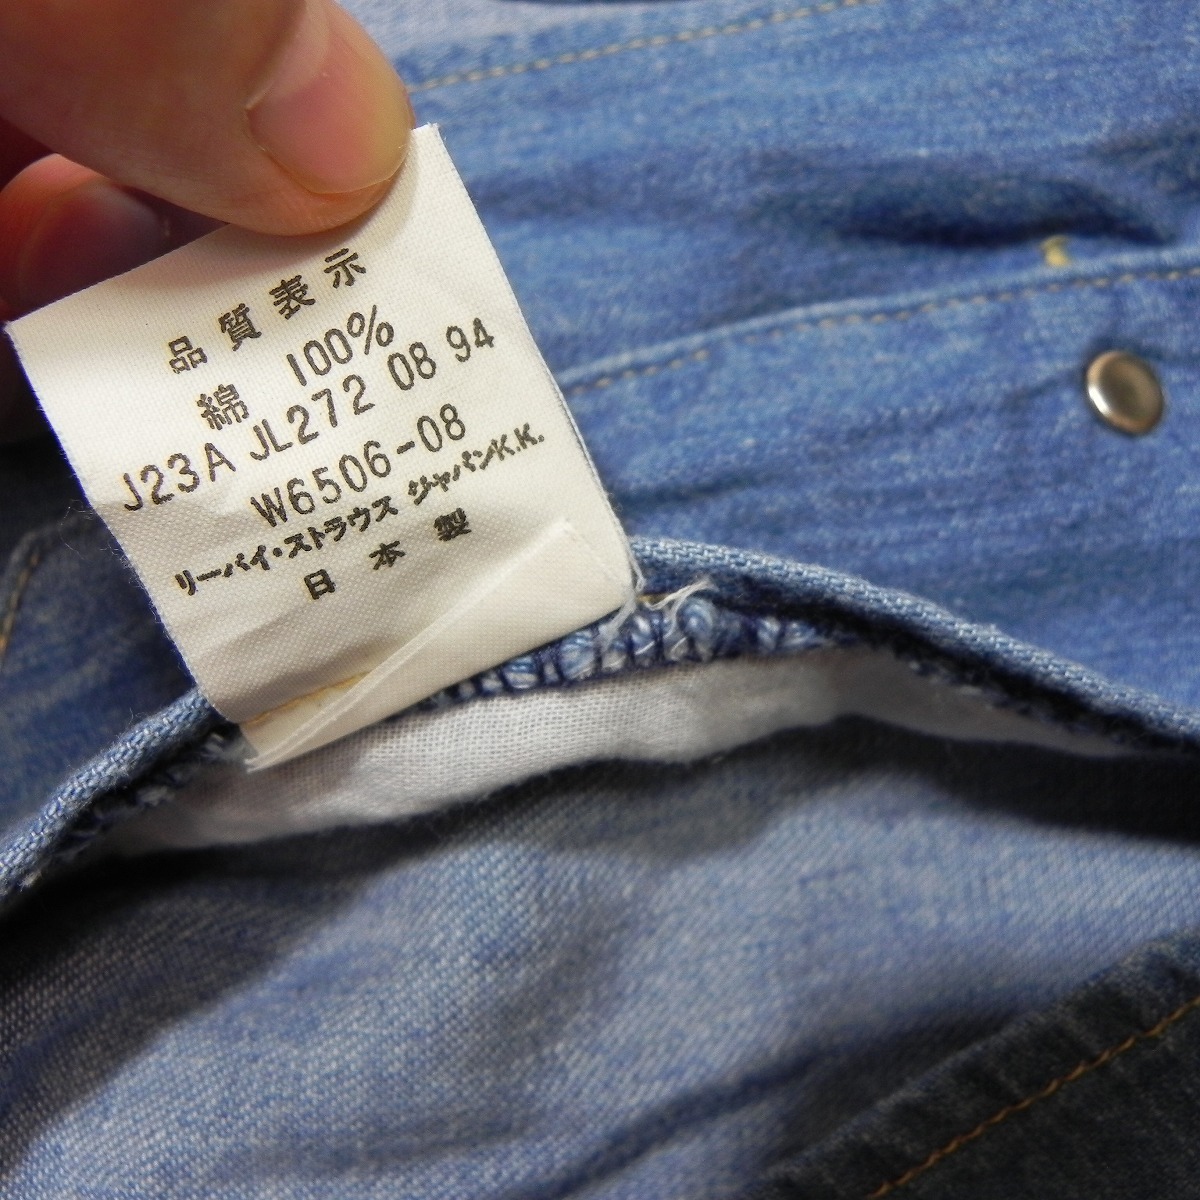 品質表示
綿 100%
J23A JL272 08 94
W6506-08
リーバイ・ストラウス ジャパンK.K.
日本製